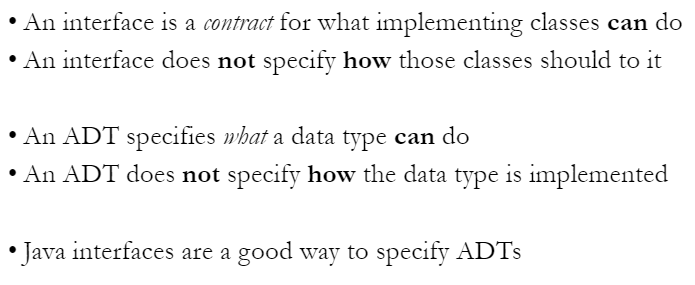 • An interface is a contract for what implementing classes can do
• An interface does not specify how those classes should to it
• An ADT specifies what a data type can do
• An ADT does not specify how the data type is implemented
• Java interfaces are a good way to specify ADTs